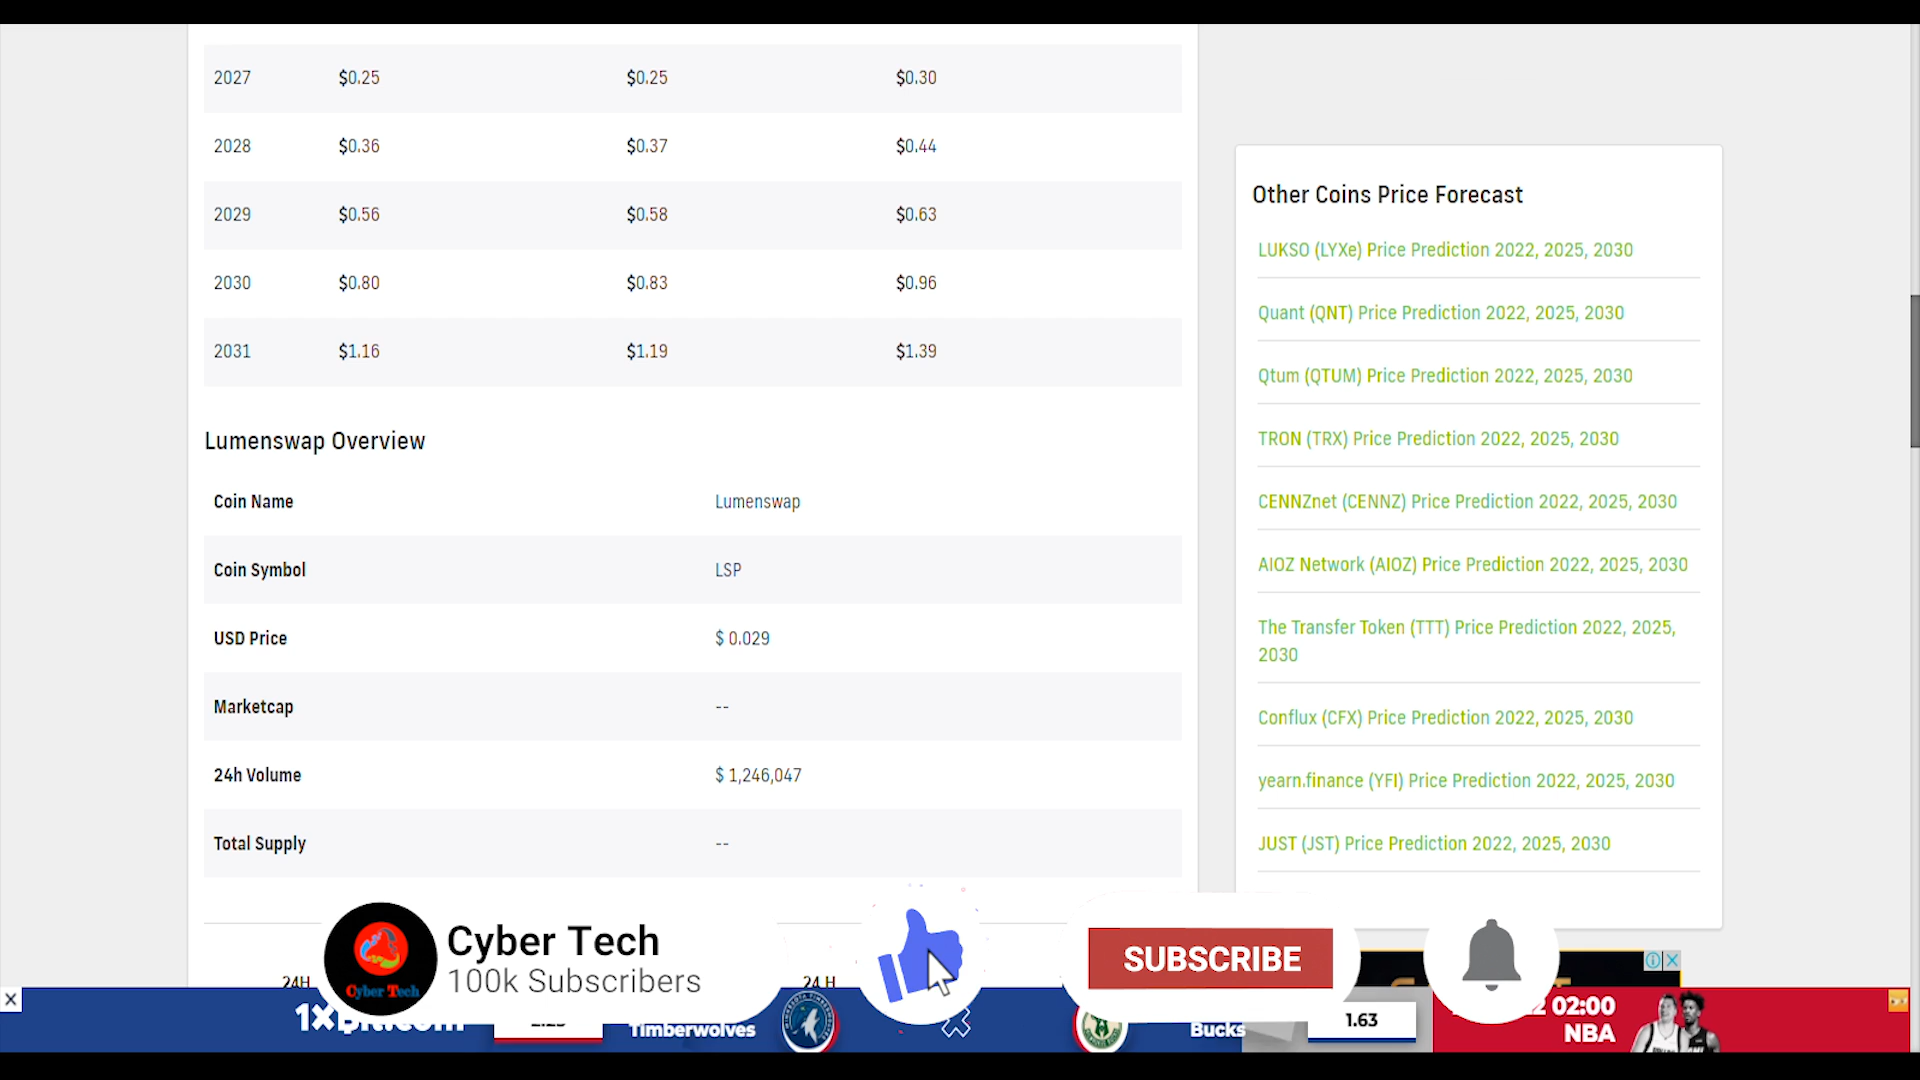 2027 $0.25 $0.25 $0.30
2028 $0.36 $0.37 $0.44
2029 $0.56 $0.58 $0.63
2030 $0.80 $0.83 $0.96
2031 $1.16 $1.19 $1.39
Lumenswap Overview
Coin Name Lumenswap
Coin Symbol LSP
USD Price $ 0.029
Marketcap --
24h Volume $ 1,246,047
Total Supply --
Other Coins Price Forecast
LUKSO (LYXe) Price Prediction 2022, 2025, 2030
Quant (QNT) Price Prediction 2022, 2025, 2030
Qtum (QTUM) Price Prediction 2022, 2025, 2030
TRON (TRX) Price Prediction 2022, 2025, 2030
CENNZnet (CENNZ) Price Prediction 2022, 2025, 2030
AIOZ Network (AIOZ) Price Prediction 2022, 2025, 2030
The Transfer Token (TTT) Price Prediction 2022, 2025,
2030
Conflux (CFX) Price Prediction 2022, 2025, 2030
yearn.finance (YFI) Price Prediction 2022, 2025, 2030
JUST (JST) Price Prediction 2022, 2025, 2030
Cyber Tech
100k Subscribers
Cyber Tech
SUBSCRIBE
24H 24 H
Timberwolves
Bucks
1.63
02:00
NBA